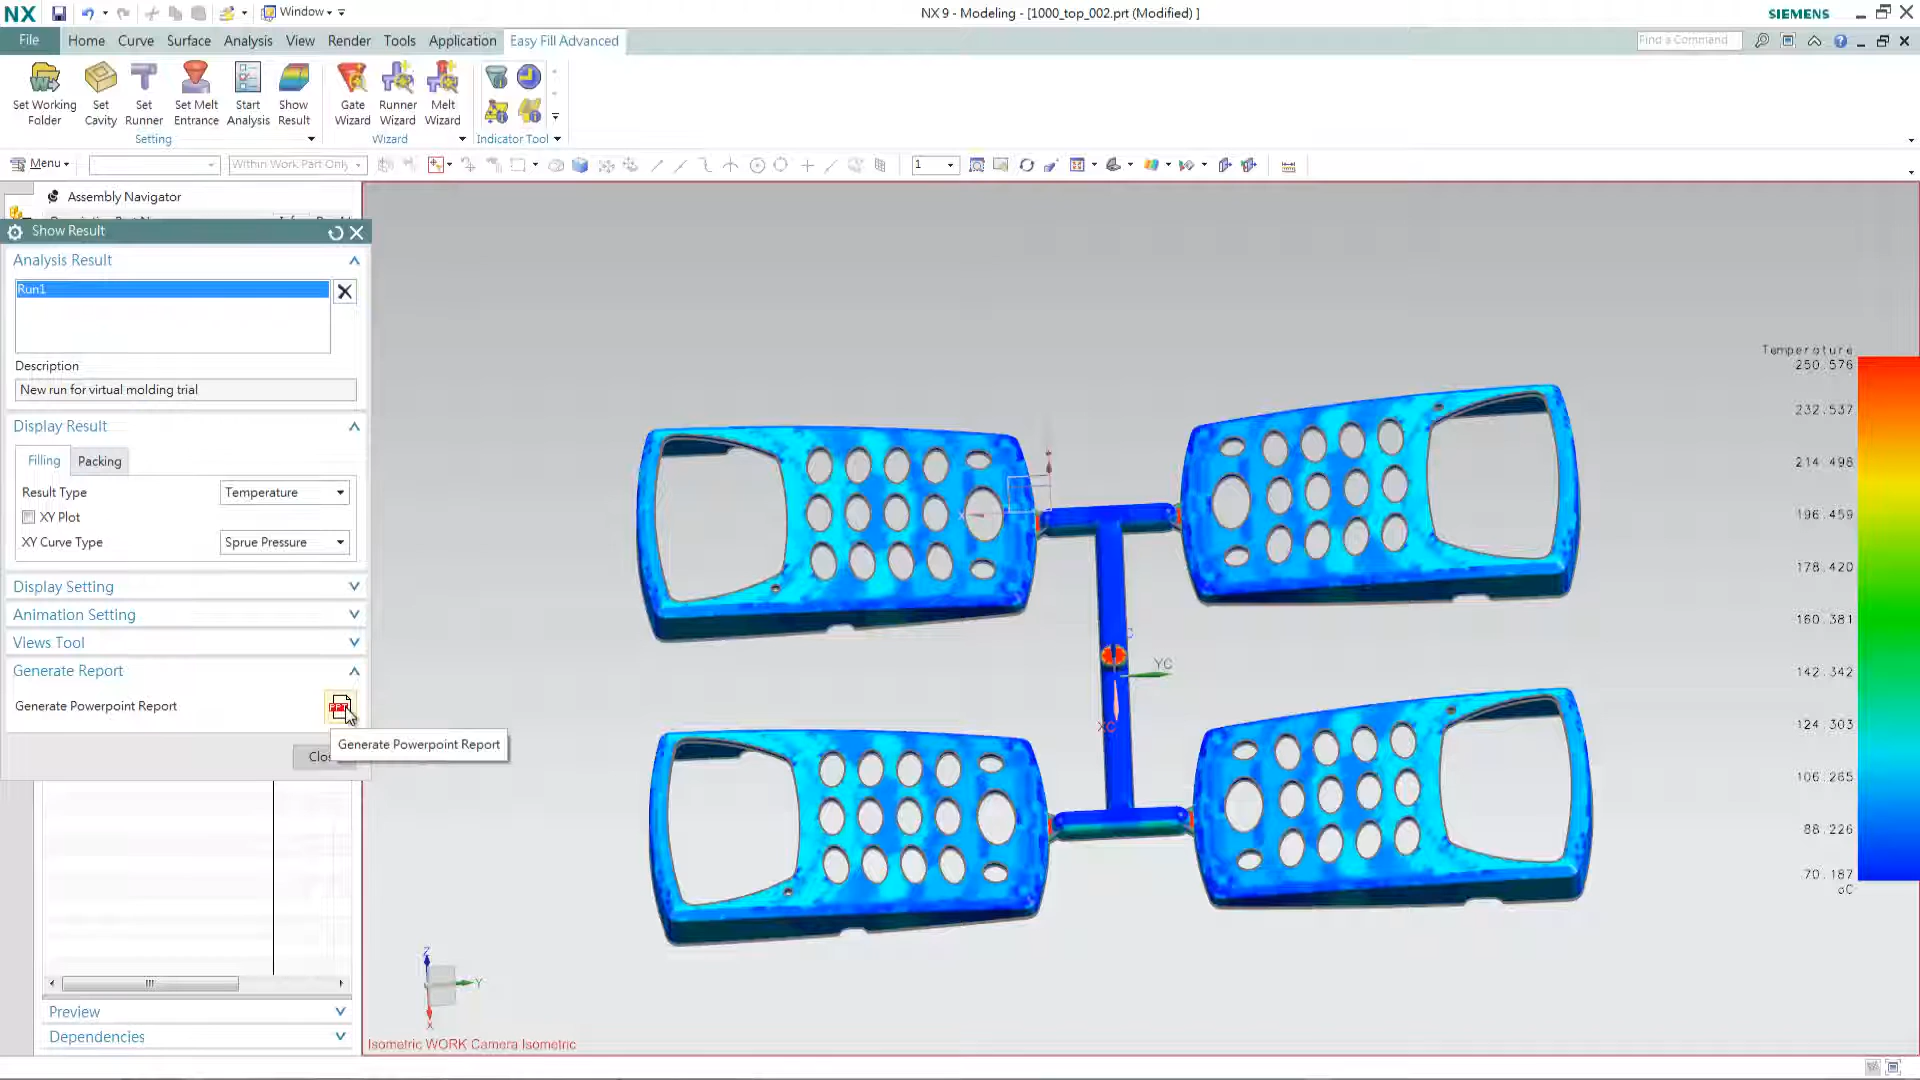 NX
Window
NX 9 - Modeling - [1000_top_002.prt (Modified) ]
SIEMENS
File
Home
Curve
Surface
Analysis
View
Render
Tools
Application
Easy Fill Advanced
Find a Command
Set Working Folder
Set Cavity
Set Runner
Set Melt Entrance
Start Analysis
Show Result
Gate Wizard
Runner Wizard
Melt Wizard
Setting
Wizard
Indicator Tool
Menu
Within Work Part Only
1
Assembly Navigator
Show Result
Analysis Result
Run1
Description
New run for virtual molding trial
Display Result
Filling
Packing
Result Type
Temperature
XY Plot
XY Curve Type
Sprue Pressure
Display Setting
Animation Setting
Views Tool
Generate Report
Generate Powerpoint Report
PPT
Generate Powerpoint Report
Preview
Dependencies
Temperature
250.576
232.537
214.498
196.459
178.420
160.381
142.342
124.303
106.265
88.226
70.187
oC
X
YC
XC
Z
Y
X
Isometric WORK Camera Isometric